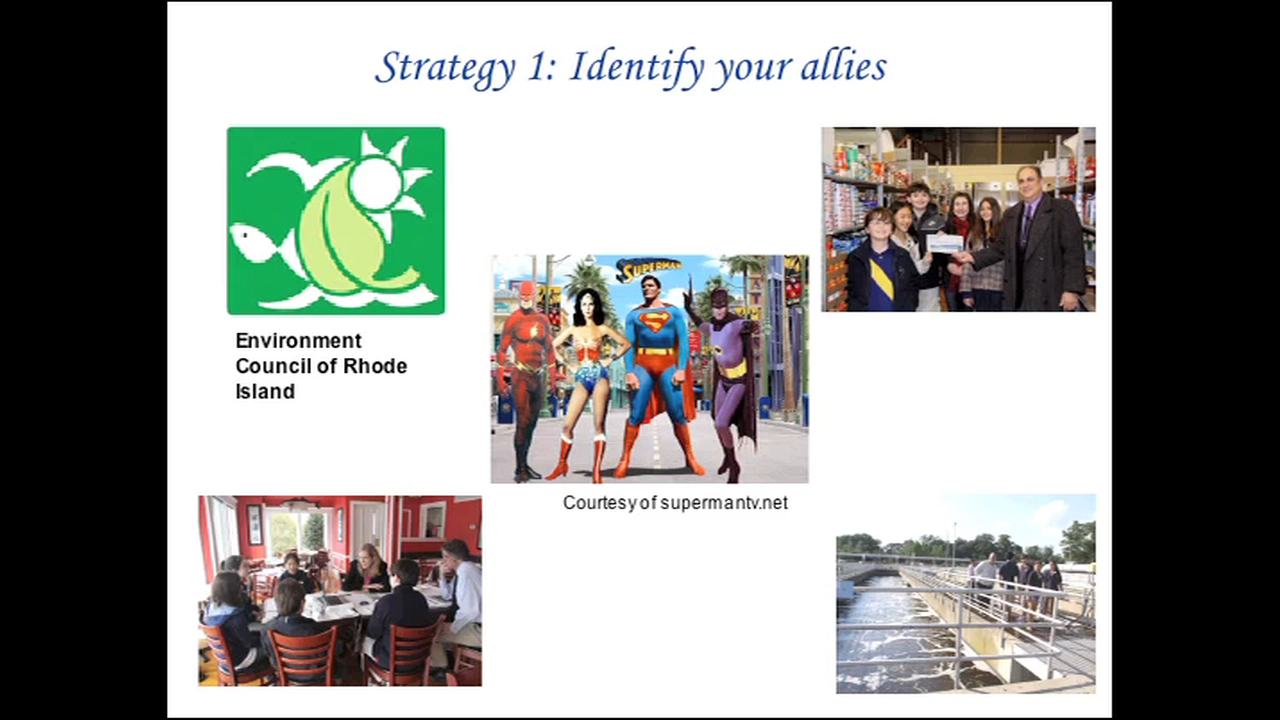 Strategy 1: Identify your allies
Environment
Council of Rhode
Island
SUPERMAN
Courtesy of supermantv.net